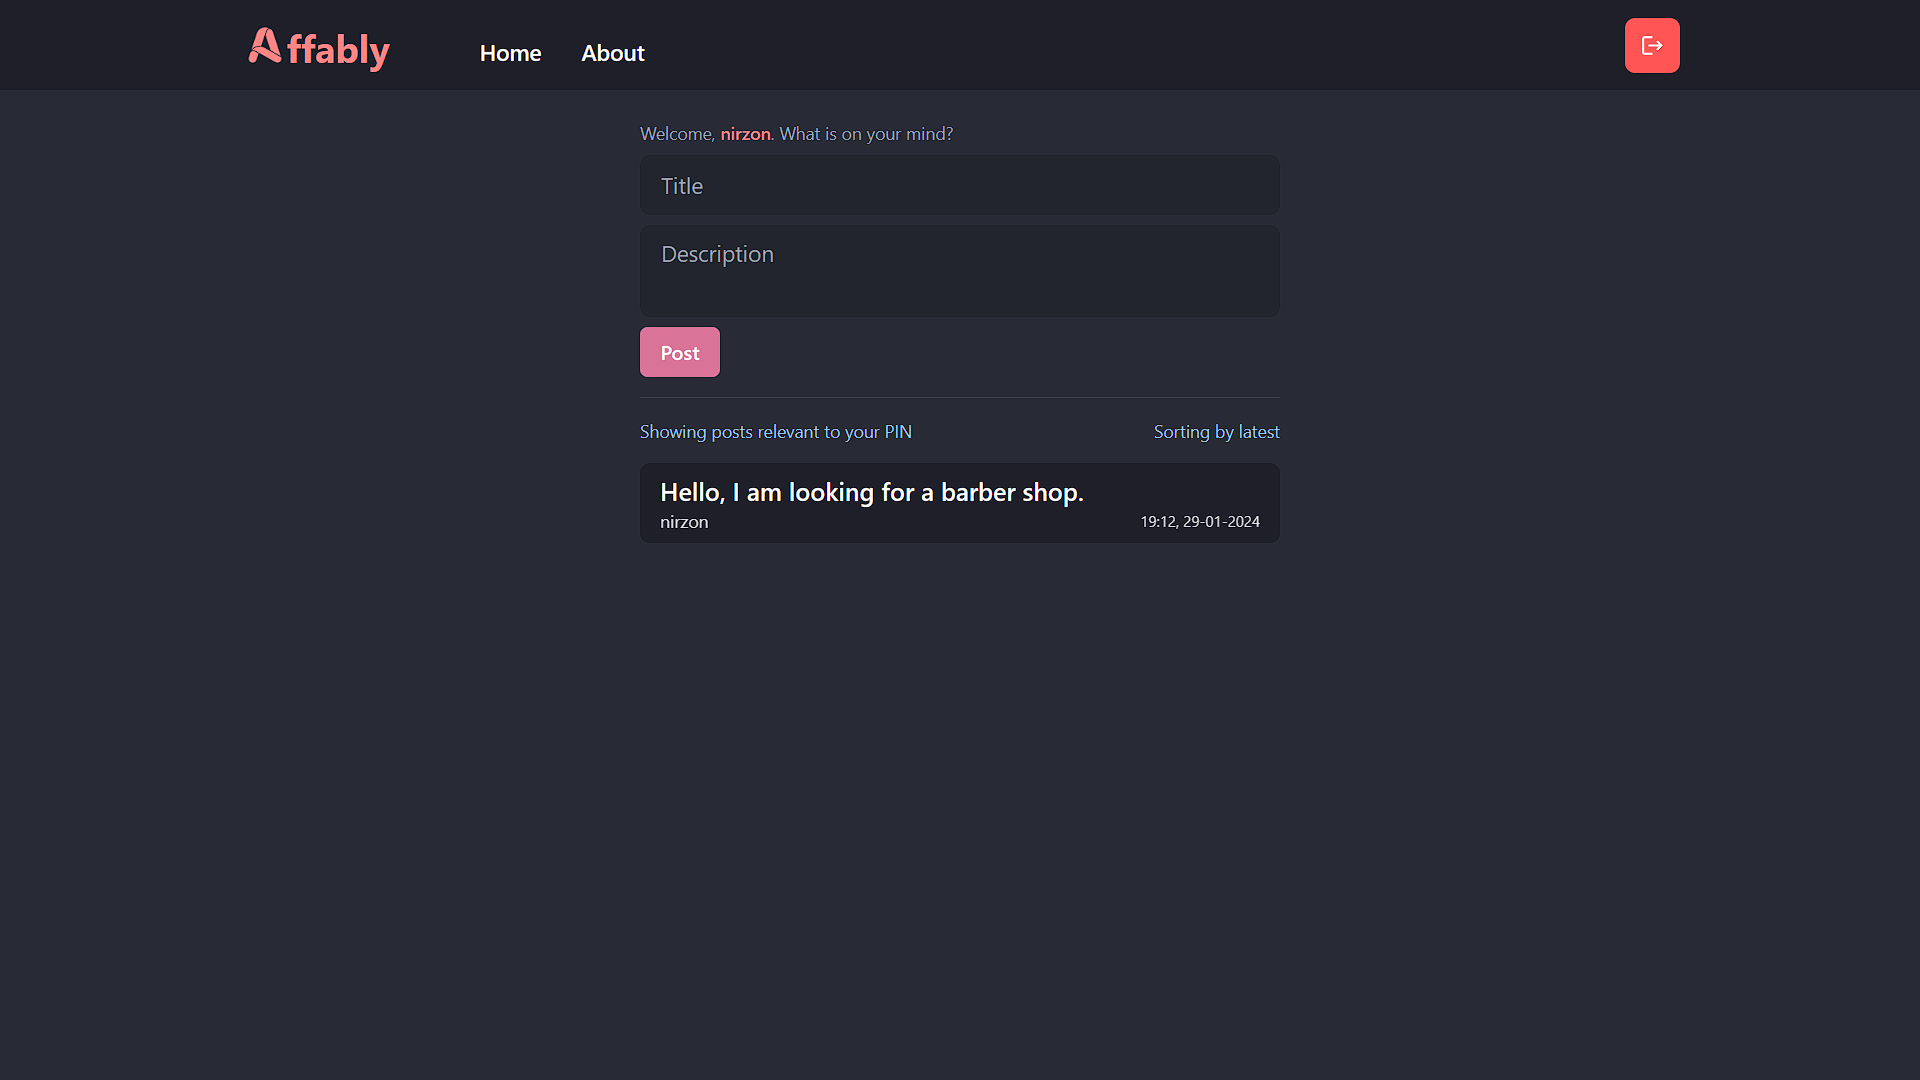 Affably
Home
About
Welcome, nirzon. What is on your mind?
Title
Description
Post
Showing posts relevant to your PIN
Sorting by latest
Hello, I am looking for a barber shop.
nirzon
19:12, 29-01-2024